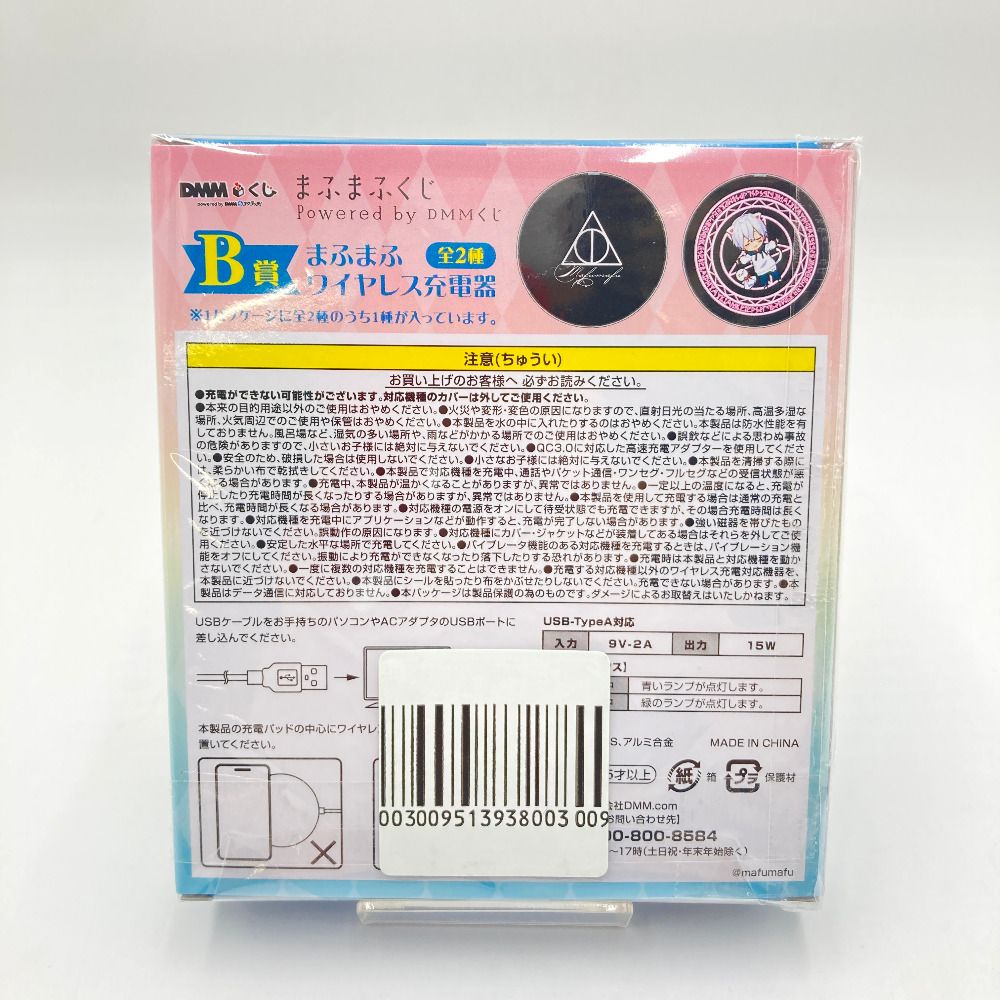 DMMくじ
powered by DMMスクラッチ
まふまふくじ
Powered by DMMくじ
B賞
まふまふ
全2種
ワイヤレス充電器
※1パッケージに全2種のうち1種が入っています。
Mafumafu
注意(ちゅうい)
お買い上げのお客様へ 必ずお読みください。
●充電ができない可能性がございます。対応機種のカバーは外してご使用ください。
●本来の目的用途以外のご使用はおやめください。●火災や変形・変色の原因になりますので、直射日光の当たる場所、高温多湿な
場所、火気周辺でのご使用や保管はおやめください。●本製品を水の中に入れたりするのはおやめください。本製品は防水性能を有
しておりません。風呂場など、湿気の多い場所や、雨などがかかる場所でのご使用はおやめください。●誤飲などによる思わぬ事故
の危険がありますので、小さいお子様には絶対に与えないでください。●QC3.0に対応した高速充電アダプターを使用してくださ
い。●安全のため、破損した場合は使用しないでください。●小さなお子様には絶対に与えないでください。●本製品を清掃する際に
は、柔らかい布で乾拭きしてください。●本製品で対応機種を充電中、通話やパケット通信・ワンセグ・フルセグなどの受信状態が悪
くなる場合があります。●充電中、本製品が温かくなることがありますが、異常ではありません。●一定以上の温度になると、充電が
停止したり充電時間が長くなったりする場合がありますが、異常ではありません。●本製品を使用して充電する場合は通常の充電と
比べ、充電時間が長くなる場合があります。●対応機種の電源をオンにして待受状態でも充電できますが、その場合充電時間は長く
なります。●対応機種を充電中にアプリケーションなどが動作すると、充電が完了しない場合があります。●強い磁器を帯びたもの
を近づけないでください。誤動作の原因になります。●対応機種にカバー・ジャケットなどが装着してある場合はそれらを外してご使
用ください。●安定した水平な場所で充電してください。●バイブレータ機能のある対応機種を充電するときは、バイブレーション機
能をオフにしてください。振動により充電ができなくなったり落下したりする恐れがあります。●充電時は本製品と対応機種を動か
さないでください。●一度に複数の対応機種を充電することはできません。●充電する対応機種以外のワイヤレス充電対応機器を、
本製品に近づけないでください。●本製品にシールを貼ったり布をかぶせたりしないでください。充電できない場合があります。●本
製品はデータ通信に対応しておりません。●本パッケージは製品保護の為のものです。ダメージによるお取替えはいたしかねます。
USBケーブルをお手持ちのパソコンやACアダプタのUSBポートに
差し込んでください。
USB-TypeA対応
入力 9V-2A 出力 15W
ス】
中 青いランプが点灯します。
中 緑のランプが点灯します。
本製品の充電パッドの中心にワイヤレ
置いてください。
S、アルミ合金 MADE IN CHINA
5才以上 紙 箱 プラ 保護材
会社DMM.com
お問い合わせ先】
00-800-8584
～17時(土日祝・年末年始除く)
@mafumafu
003009513938003 009